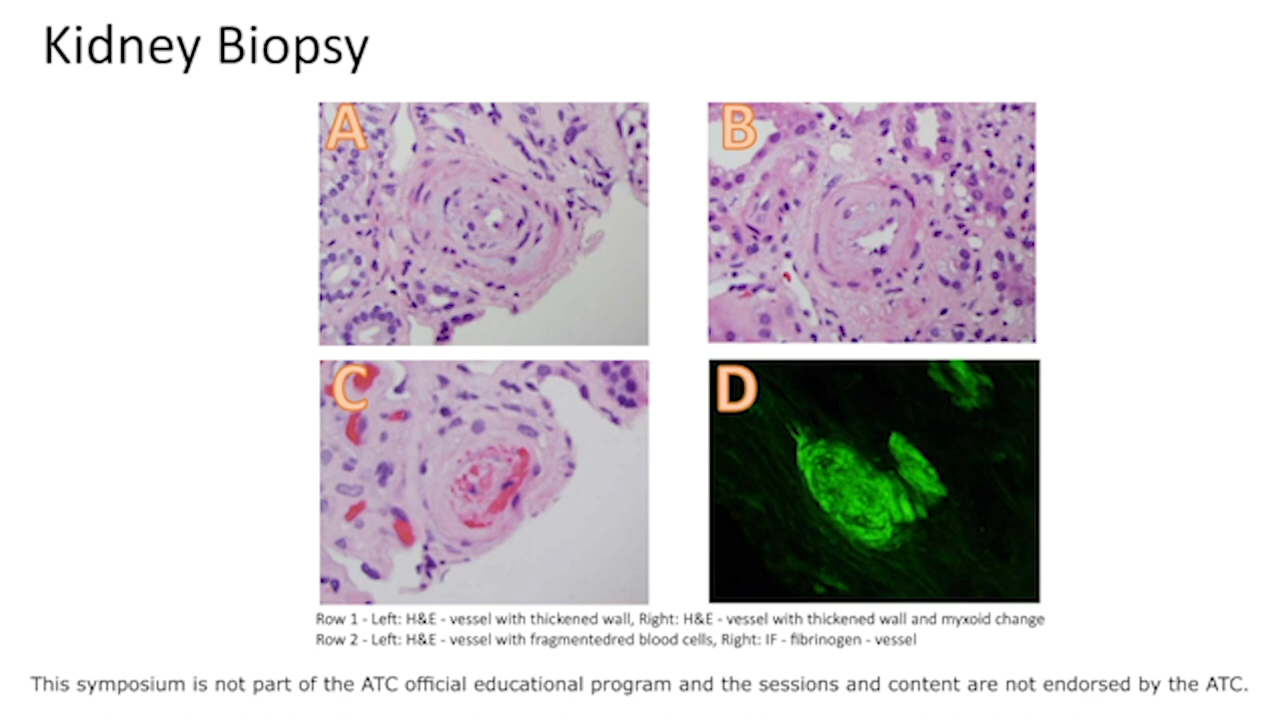 Kidney Biopsy
A
B
C
D
Row 1 - Left: H&E - vessel with thickened wall, Right: H&E - vessel with thickened wall and myxoid change
Row 2 - Left: H&E - vessel with fragmentedred blood cells, Right: IF - fibrinogen - vessel
This symposium is not part of the ATC official educational program and the sessions and content are not endorsed by the ATC.